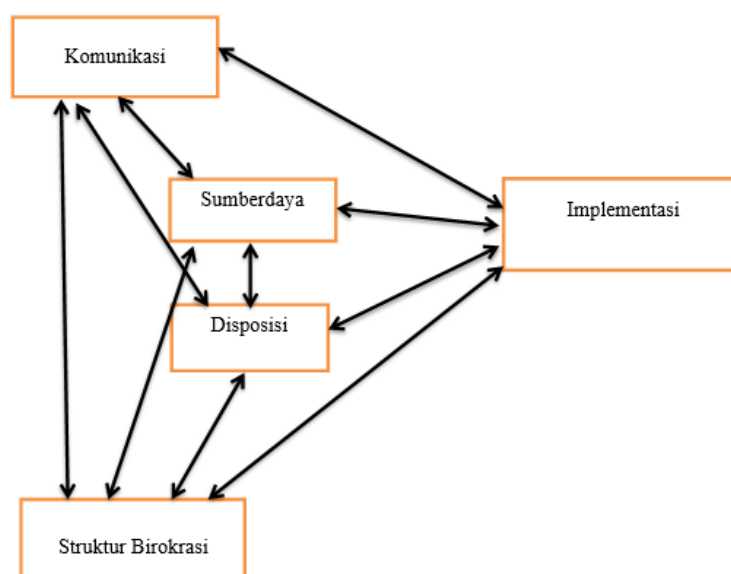 Komunikasi
Sumberdaya
Implementasi
Disposisi
Struktur Birokrasi